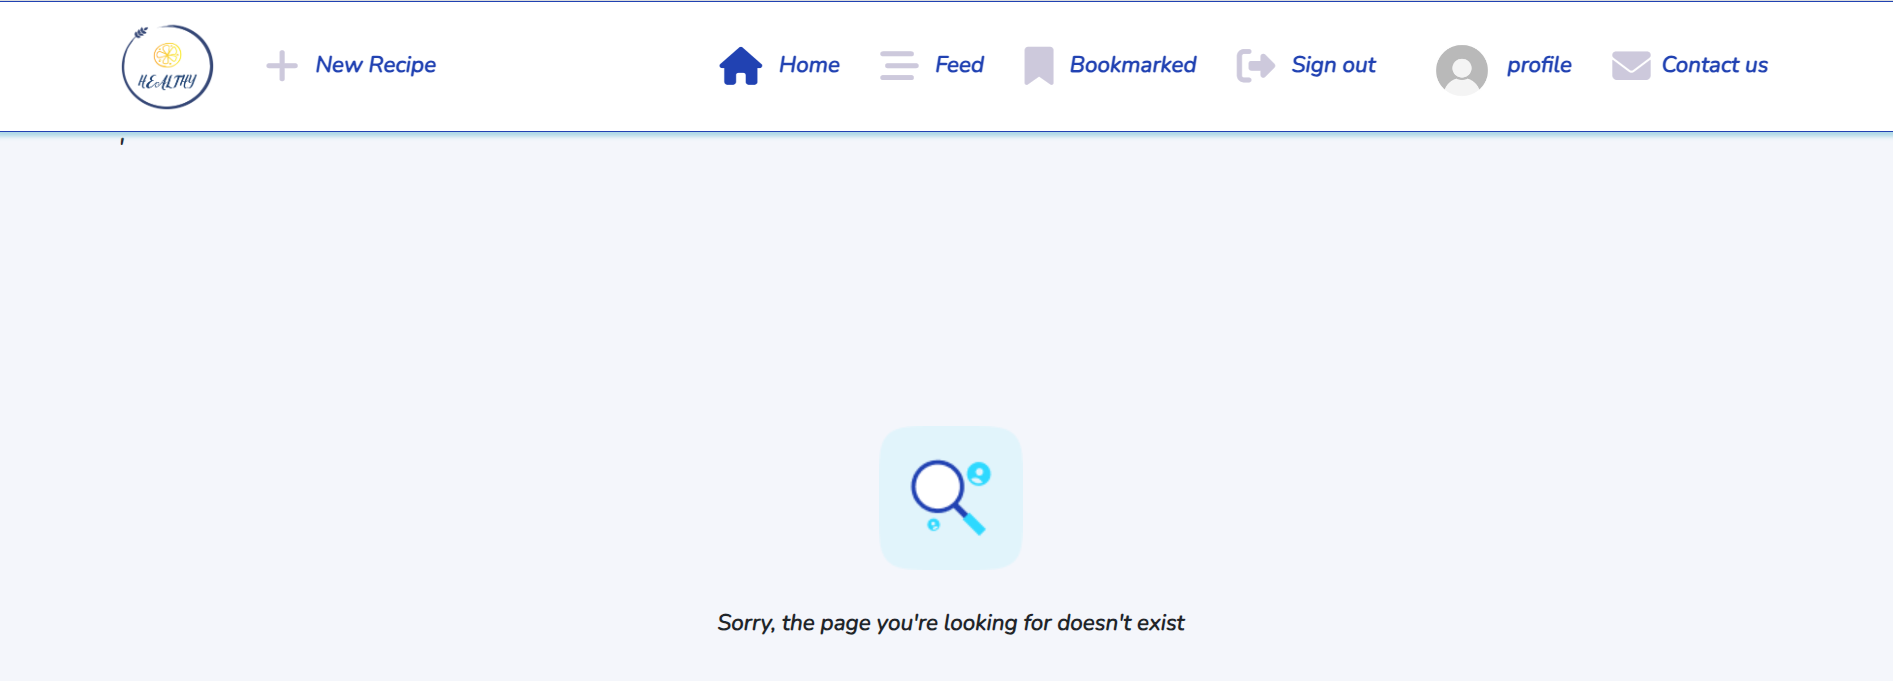 HEALTHY
New Recipe
Home
Feed
Bookmarked
Sign out
profile
Contact us
'
Sorry, the page you're looking for doesn't exist